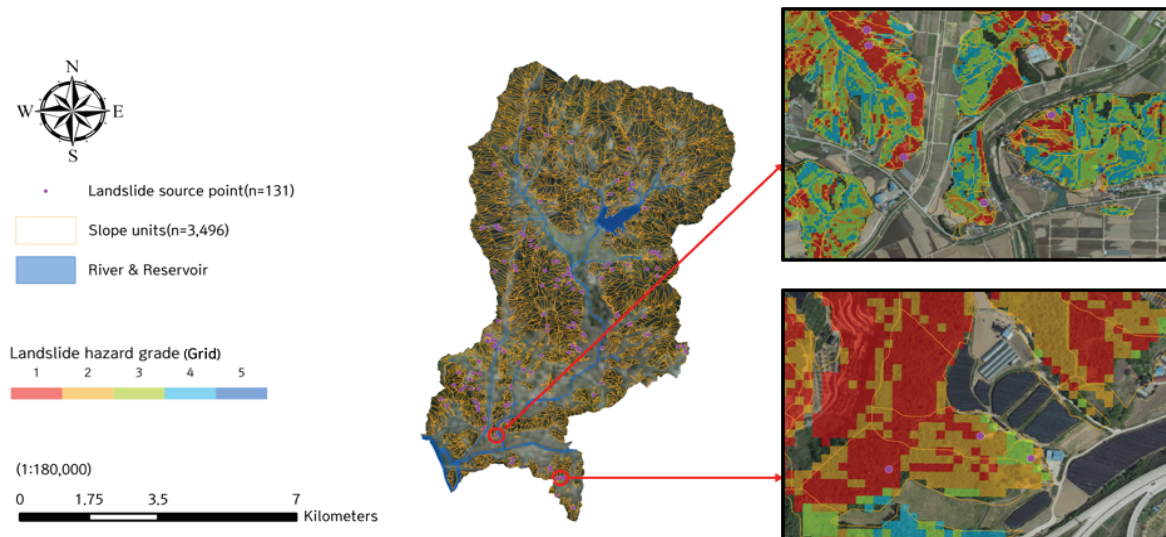 N
W E
S
Landslide source point(n=131)
Slope units(n=3,496)
River & Reservoir
Landslide hazard grade (Grid)
1 2 3 4 5
(1:180,000)
0 1.75 3.5 7
Kilometers